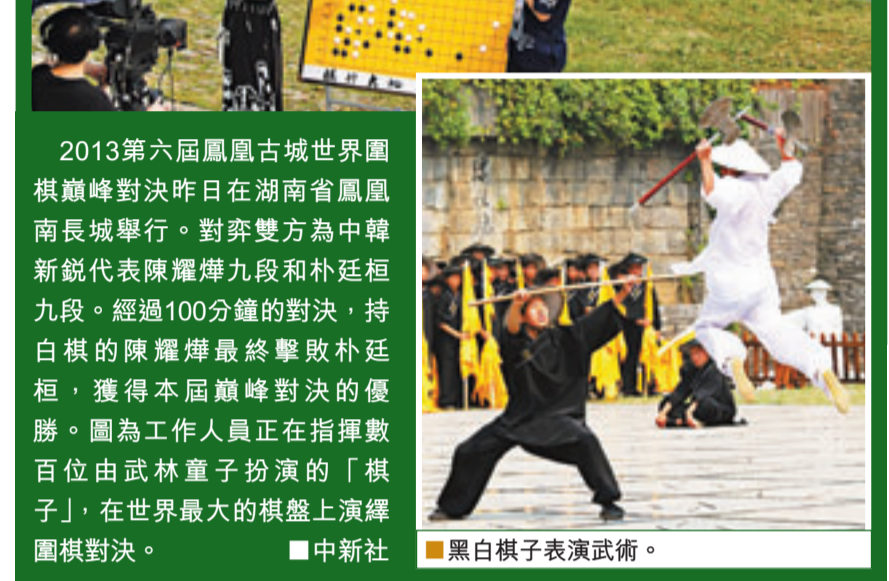 2013第六屆鳳凰古城世界圍
棋巔峰對決昨日在湖南省鳳凰
南長城舉行。對弈雙方為中韓
新鋭代表陳耀燁九段和朴廷桓
九段。經過100分鐘的對決，持
白棋的陳耀燁最終擊敗朴廷
桓，獲得本屆巔峰對決的優
勝。圖為工作人員正在指揮數
百位由武林童子扮演的「棋
子」，在世界最大的棋盤上演繹
圍棋對決。 ■中新社
■黑白棋子表演武術。